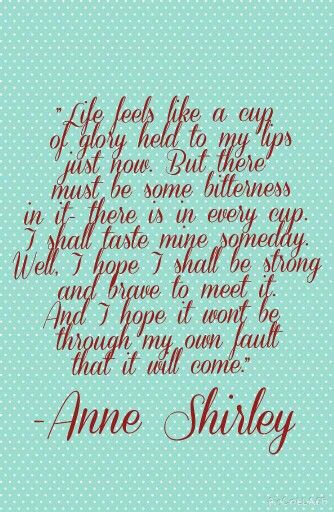 "Life feels like a cup
of glory held to my lips
just now. But there
must be some bitterness
in it- there is in every cup.
I shall taste mine someday.
Well, I hope I shall be strong
and brave to meet it.
And I hope it wont be
through my own fault
that it will come."
-Anne Shirley